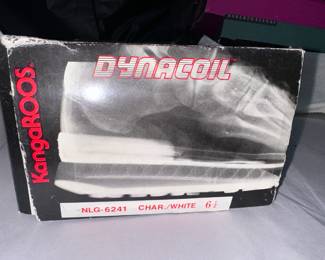 DYNACOIL
KangaROOS
NLG-6241 CHAR./WHITE 6½